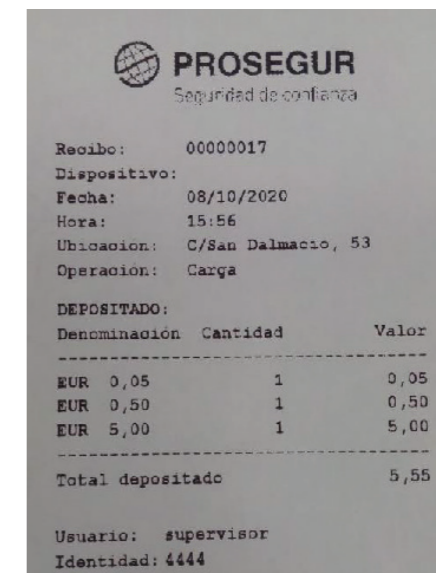 PROSEGUR
Seguridad de confianza
Recibo: 00000017
Dispositivo:
Fecha: 08/10/2020
Hora: 15:56
Ubicacion: C/San Dalmacio, 53
Operacion: Carga
DEPOSITADO:
Denominación Cantidad Valor
EUR 0,05 1 0,05
EUR 0,50 1 0,50
EUR 5,00 1 5,00
Total depositado 5,55
Usuario: supervisor
Identidad: 4444